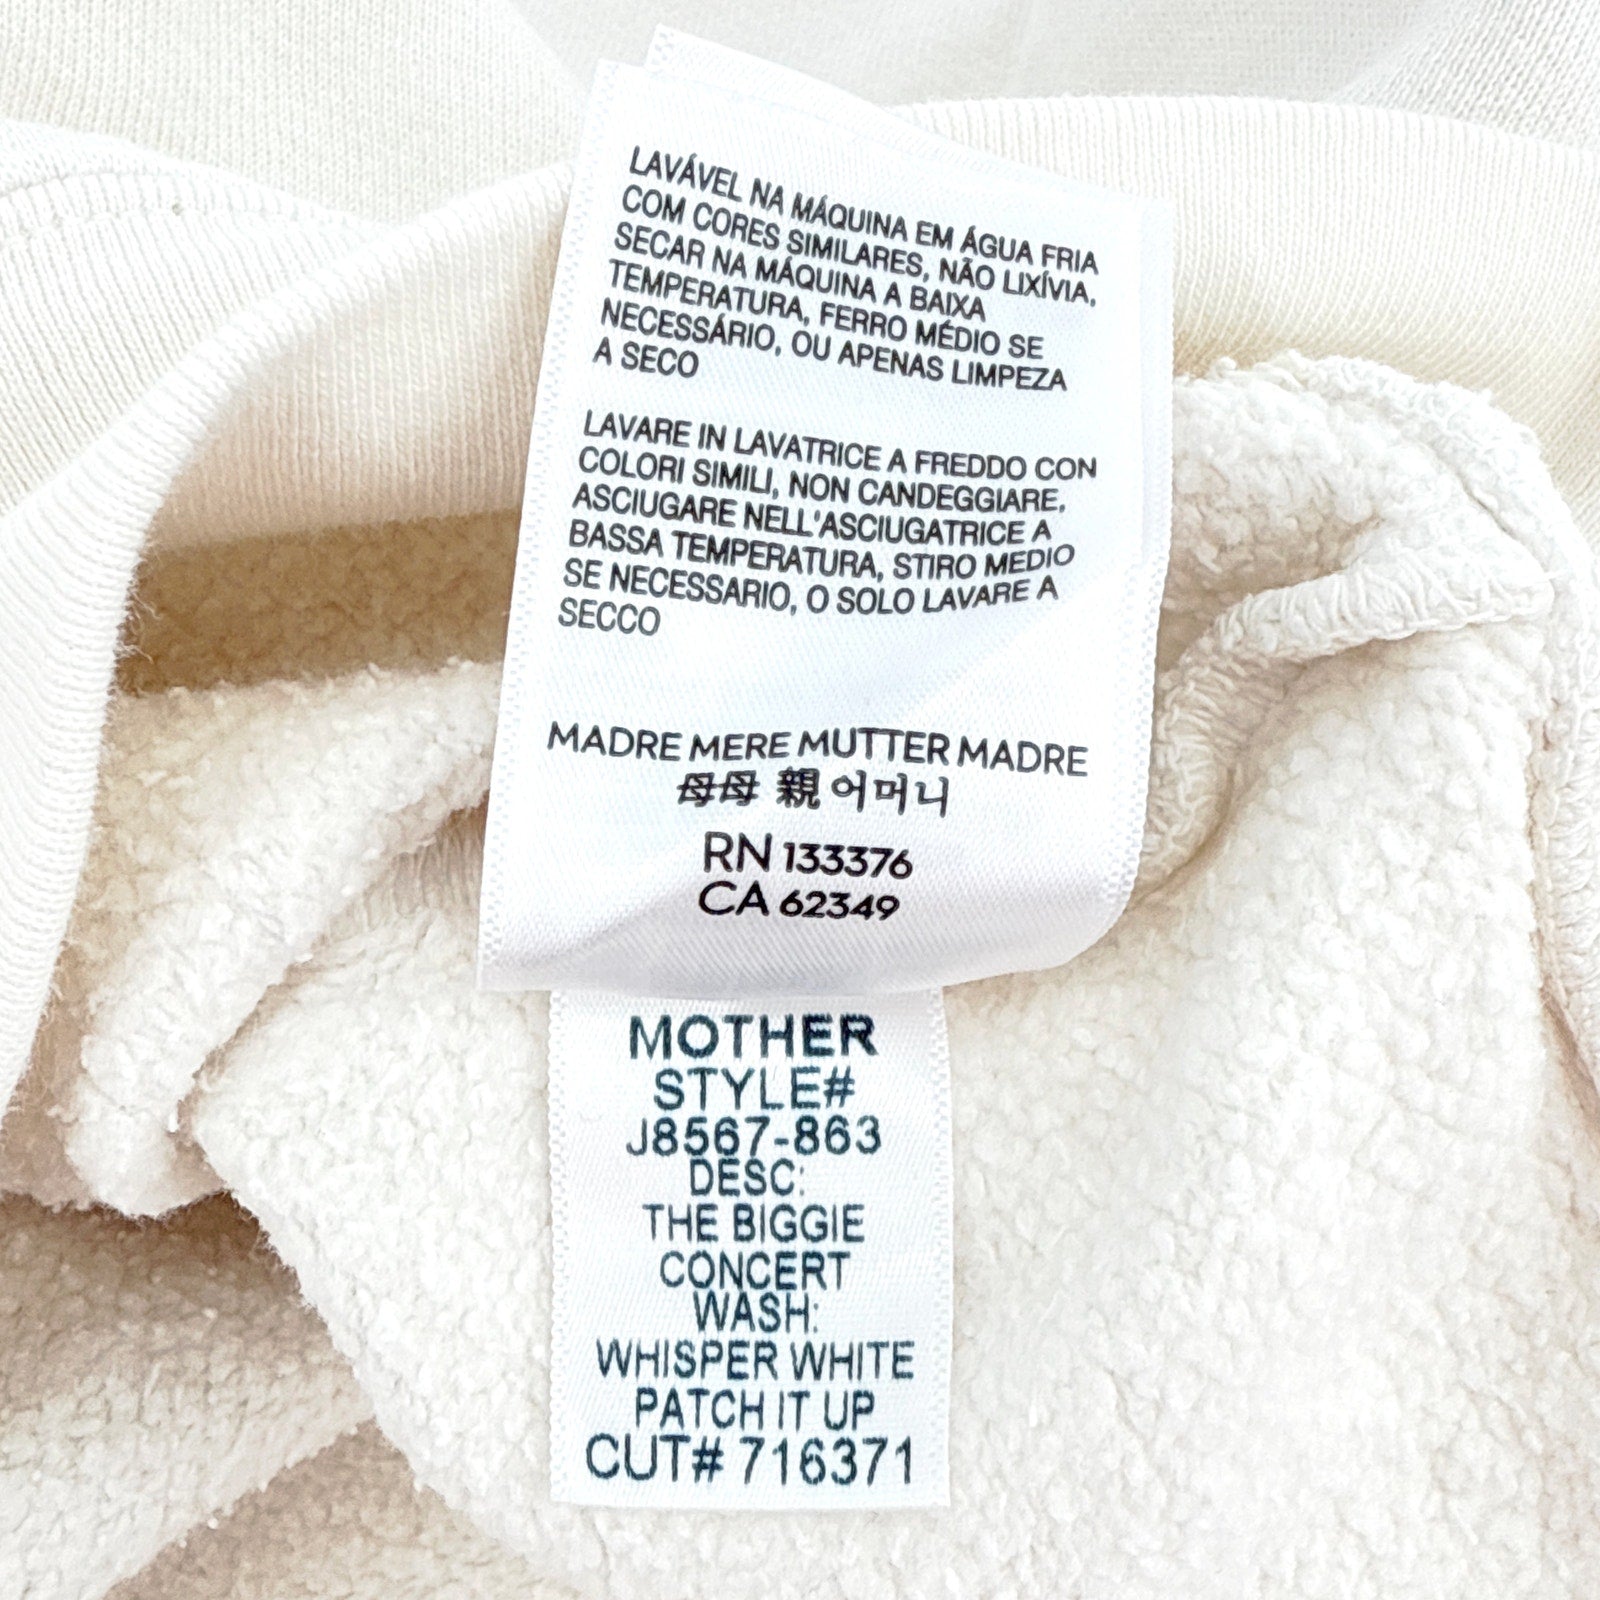 LAVÁVEL NA MÁQUINA EM ÁGUA FRIA
COM CORES SIMILARES, NÃO LIXÍVIA,
SECAR NA MÁQUINA A BAIXA
TEMPERATURA, FERRO MÉDIO SE
NECESSÁRIO, OU APENAS LIMPEZA
A SECO
LAVARE IN LAVATRICE A FREDDO CON
COLORI SIMILI, NON CANDEGGIARE,
ASCIUGARE NELL'ASCIUGATRICE A
BASSA TEMPERATURA, STIRO MEDIO
SE NECESSARIO, O SOLO LAVARE A
SECCO
MADRE MERE MUTTER MADRE
母母 親 어머니
RN 133376
CA 62349
MOTHER
STYLE#
J8567-863
DESC:
THE BIGGIE
CONCERT
WASH:
WHISPER WHITE
PATCH IT UP
CUT# 716371